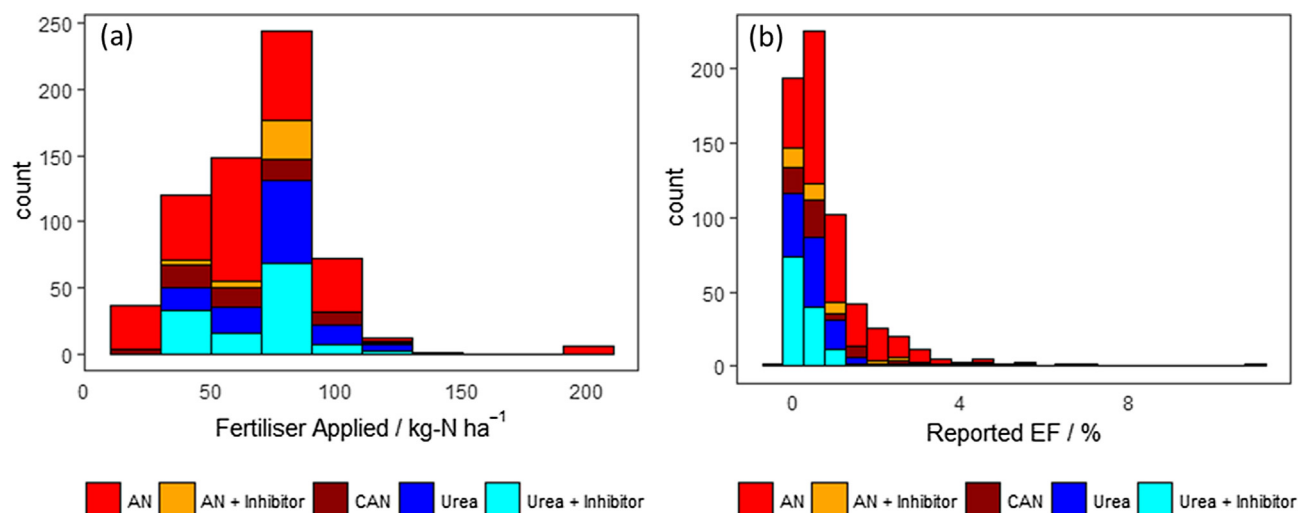 (a)
250
200
150
100
50
0
count
0 50 100 150 200
Fertiliser Applied / kg-N ha⁻¹
AN AN + Inhibitor CAN Urea Urea + Inhibitor
(b)
200
150
100
50
0
count
0 4 8
Reported EF / %
AN AN + Inhibitor CAN Urea Urea + Inhibitor